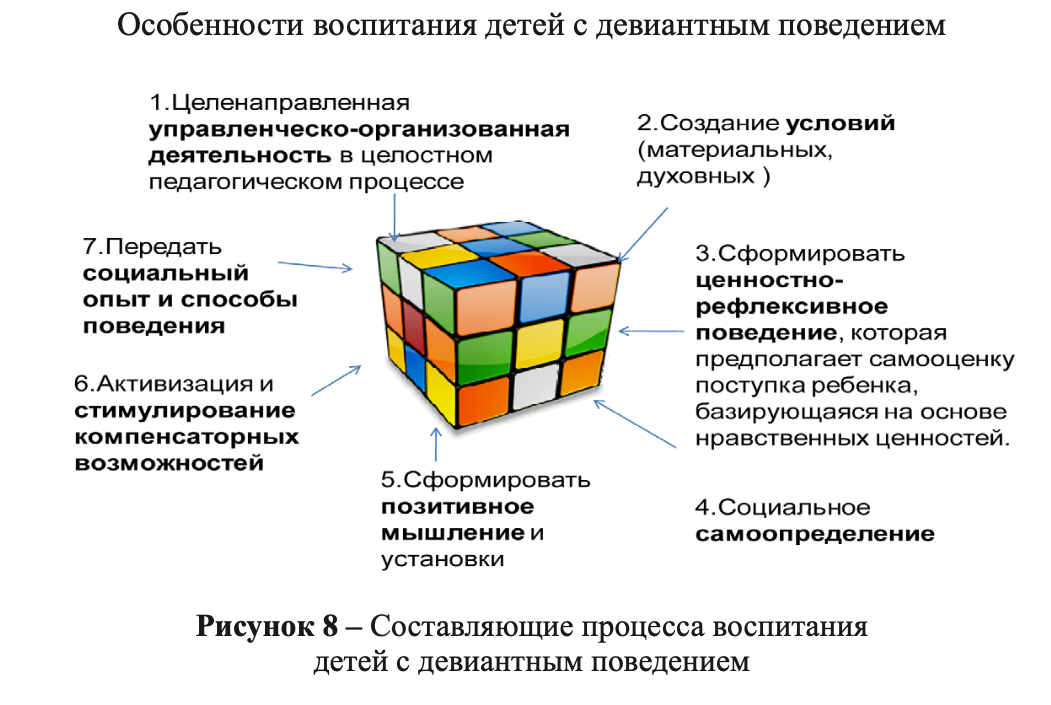 Особенности воспитания детей с девиантным поведением
1.Целенаправленная
управленческо-организованная
деятельность в целостном
педагогическом процессе
2.Создание условий
(материальных,
духовных )
3.Сформировать
ценностно-
рефлексивное
поведение, которая
предполагает самооценку
поступка ребенка,
базирующаяся на основе
нравственных ценностей.
4.Социальное
самоопределение
5.Сформировать
позитивное
мышление и
установки
6.Активизация и
стимулирование
компенсаторных
возможностей
7.Передать
социальный
опыт и способы
поведения
Рисунок 8 – Составляющие процесса воспитания
детей с девиантным поведением